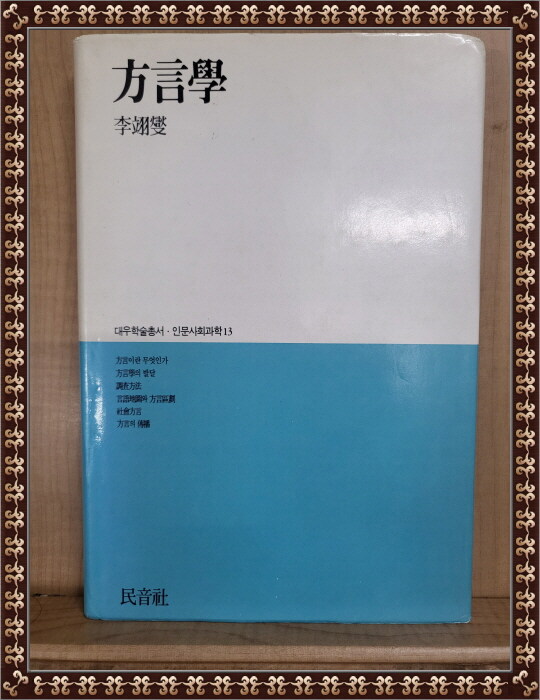 方言學
李翊燮
대우학술총서 · 인문사회과학 13
方言이란 무엇인가
方言學의 발달
調査方法
言語地圖와 方言區劃
社會方言
方言의 傳播
民音社